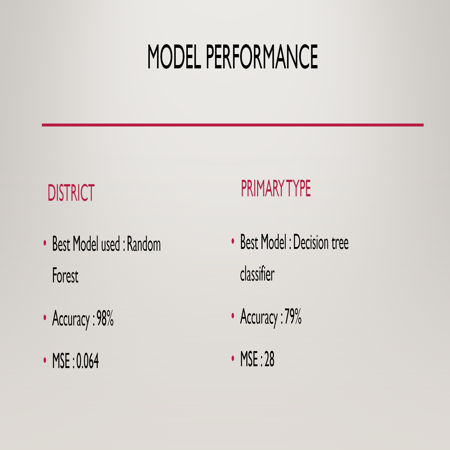 MODEL PERFORMANCE
DISTRICT
• Best Model used : Random
Forest
• Accuracy : 98%
• MSE : 0.064
PRIMARY TYPE
• Best Model : Decision tree
classifier
• Accuracy : 79%
• MSE : 28